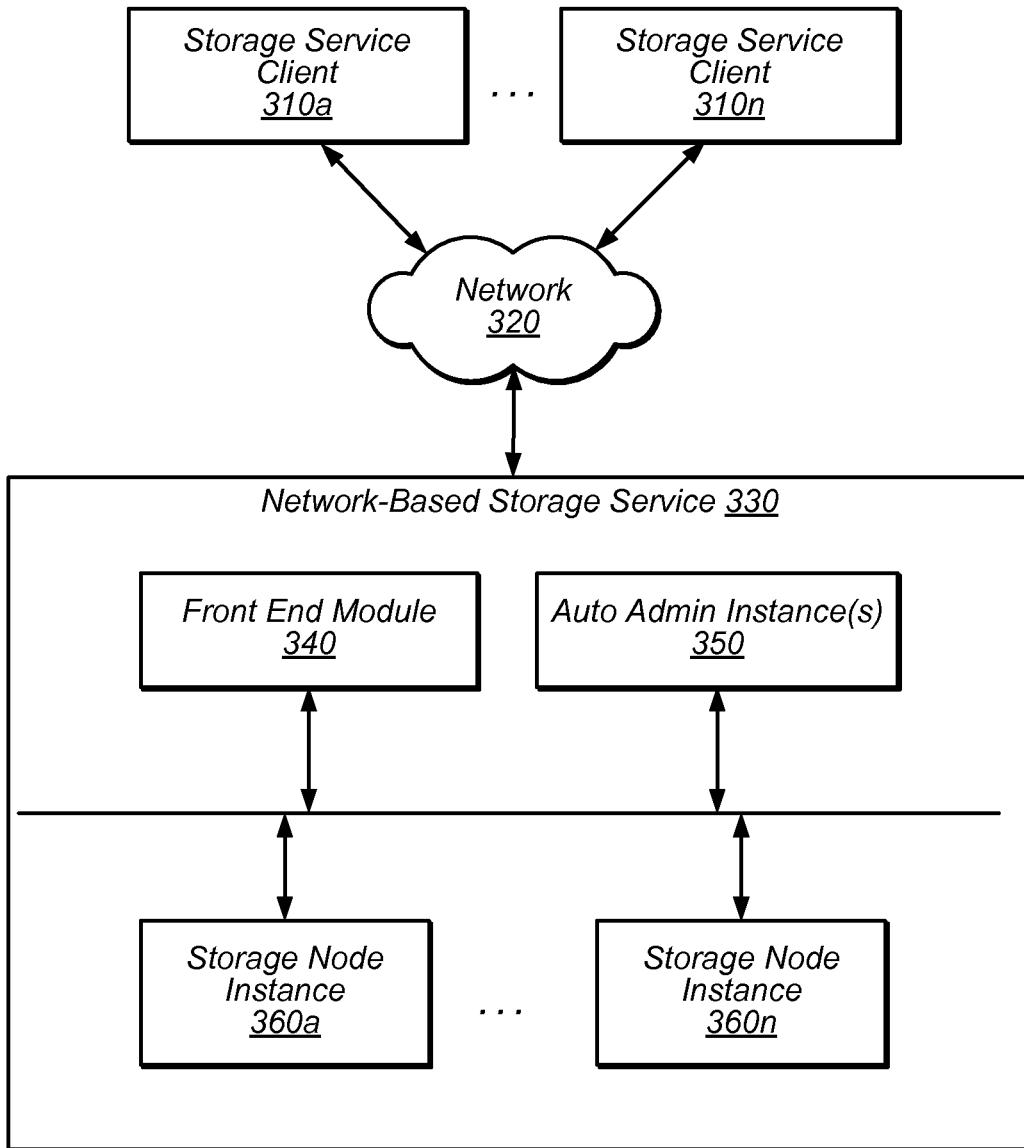 Storage Service
Client
310a
. . .
Storage Service
Client
310n
Network
320
Network-Based Storage Service 330
Front End Module
340
Auto Admin Instance(s)
350
Storage Node
Instance
360a
. . .
Storage Node
Instance
360n